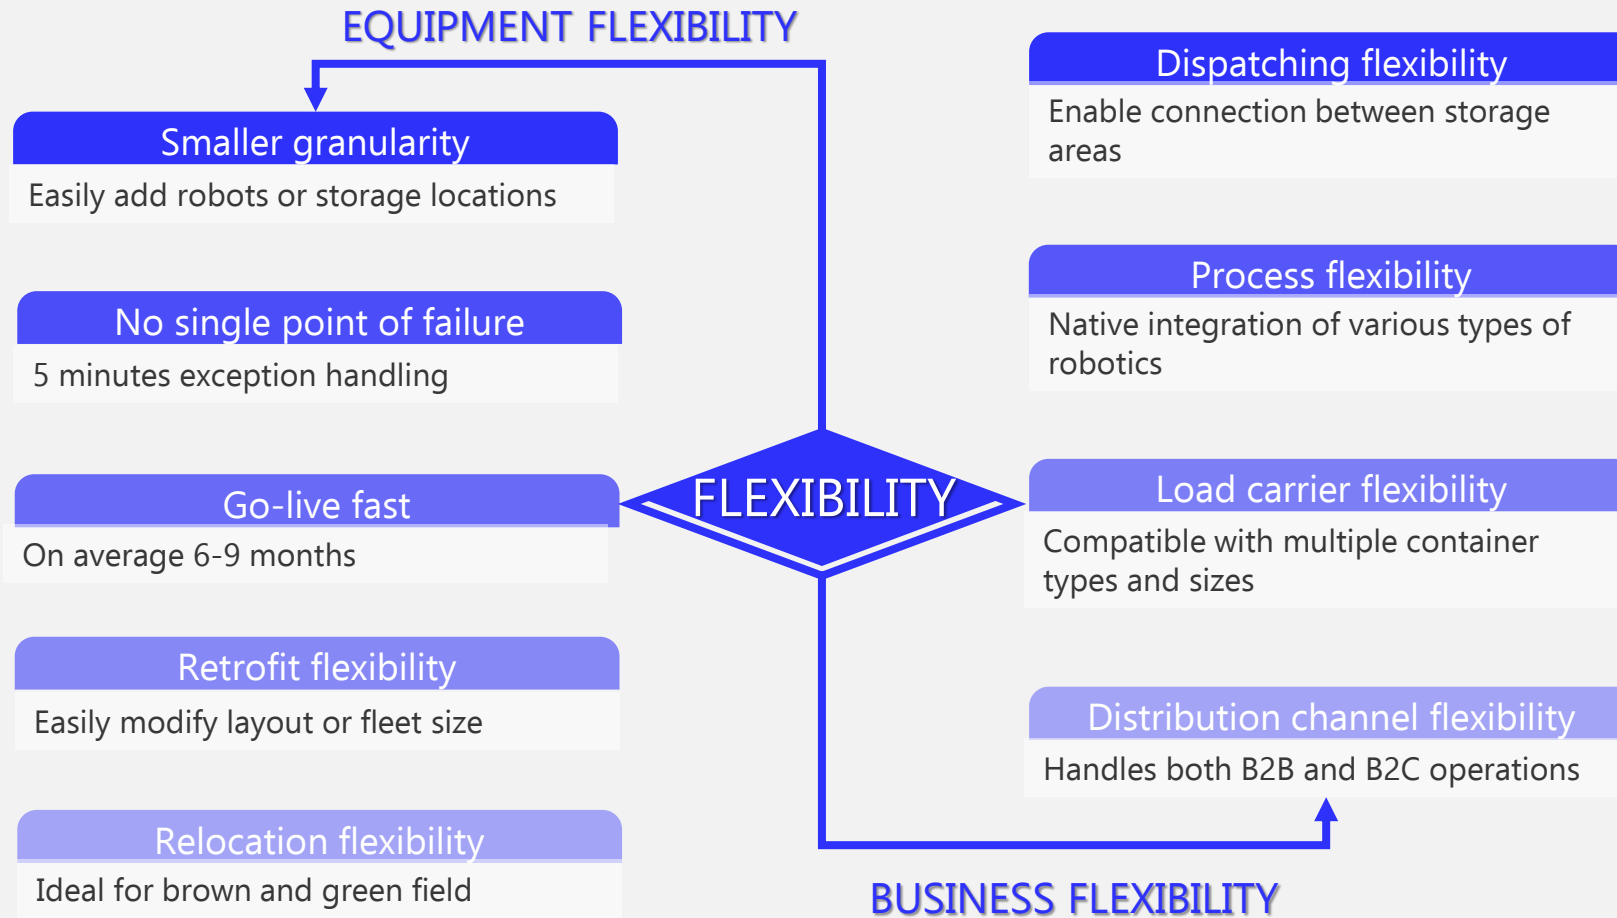 EQUIPMENT FLEXIBILITY
Smaller granularity
Easily add robots or storage locations
No single point of failure
5 minutes exception handling
Go-live fast
On average 6-9 months
Retrofit flexibility
Easily modify layout or fleet size
Relocation flexibility
Ideal for brown and green field
FLEXIBILITY
Dispatching flexibility
Enable connection between storage
areas
Process flexibility
Native integration of various types of
robotics
Load carrier flexibility
Compatible with multiple container
types and sizes
Distribution channel flexibility
Handles both B2B and B2C operations
BUSINESS FLEXIBILITY